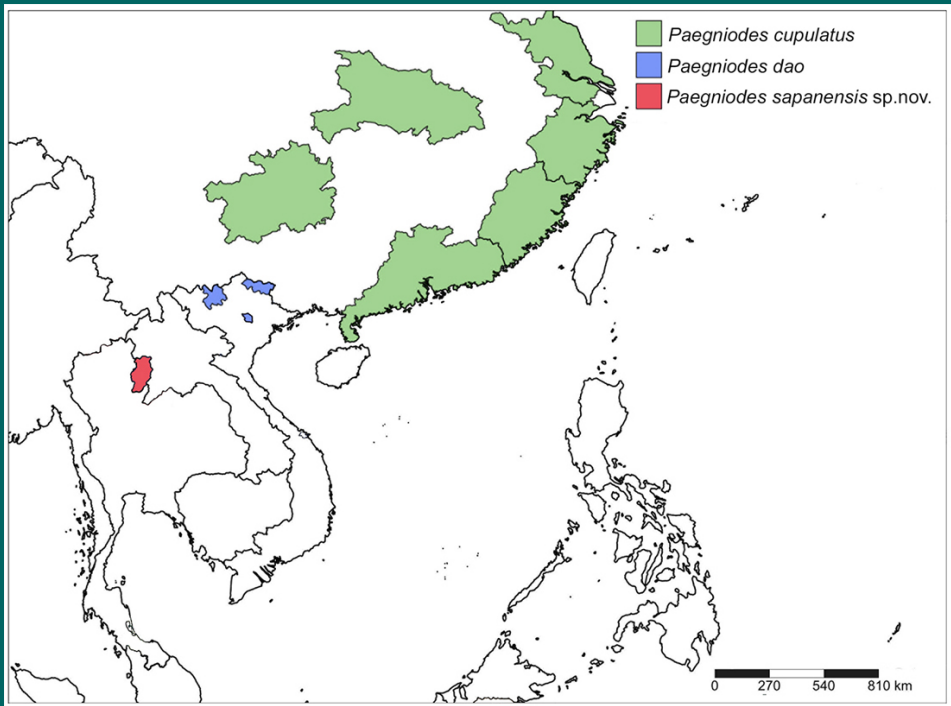 Paegniodes cupulatus
Paegniodes dao
Paegniodes sapanensis sp.nov.
0 270 540 810 km